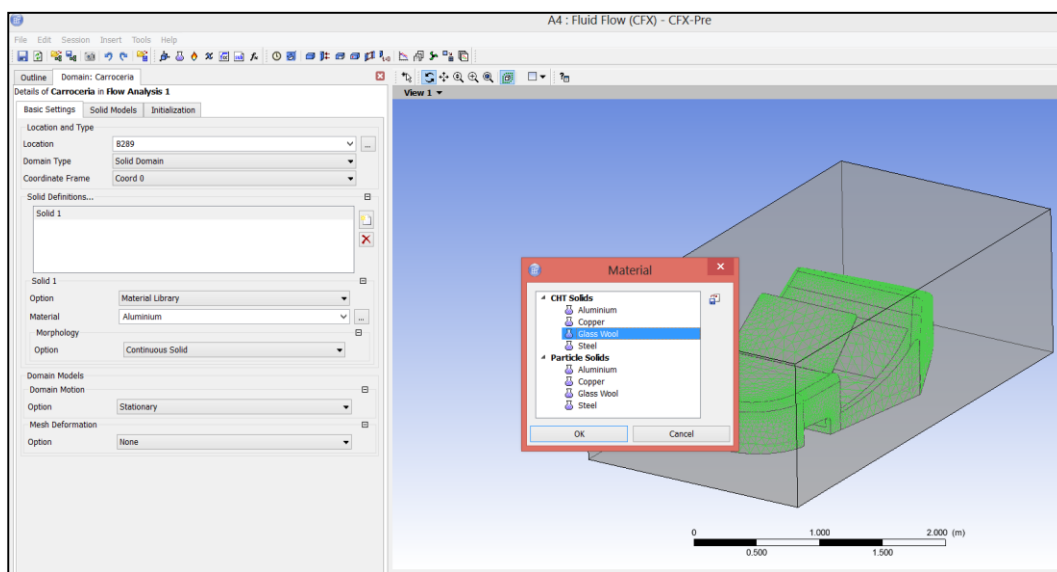 A4 : Fluid Flow (CFX) - CFX-Pre
File Edit Session Insert Tools Help
Outline Domain: Carroceria
Details of Carroceria in Flow Analysis 1
Basic Settings Solid Models Initialization
Location and Type
Location B289 ...
Domain Type Solid Domain
Coordinate Frame Coord 0
Solid Definitions...
Solid 1
Solid 1
Option Material Library
Material Aluminium ...
Morphology
Option Continuous Solid
Domain Models
Domain Motion
Option Stationary
Mesh Deformation
Option None
View 1
Material
CHT Solids
Aluminium
Copper
Glass Wool
Steel
Particle Solids
Aluminium
Copper
Glass Wool
Steel
OK Cancel
0 1.000 2.000 (m)
0.500 1.500